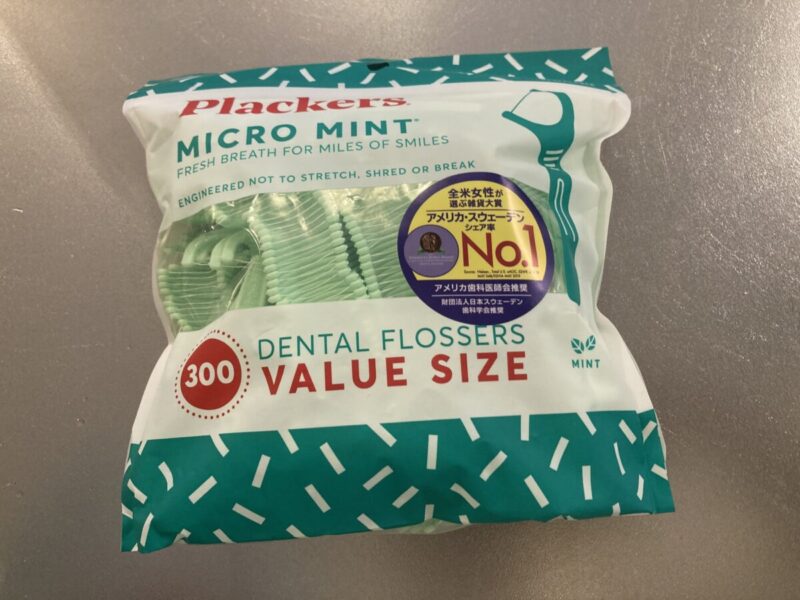 Plackers
MICRO MINT™
FRESH BREATH FOR MILES OF SMILES
ENGINEERED NOT TO STRETCH, SHRED OR BREAK
全米女性が
選ぶ雑貨大賞
アメリカ・スウェーデン
シェア率
No.1
アメリカ歯科医師会推奨
財団法人日本スウェーデン
歯科学会推奨
300
DENTAL FLOSSERS
VALUE SIZE
MINT